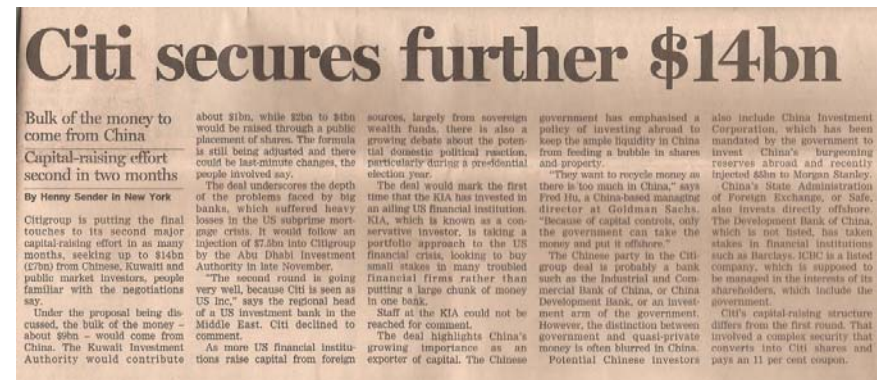 Citi secures further $14bn
Bulk of the money to
come from China
Capital-raising effort
second in two months
By Henny Sender in New York
Citigroup is putting the final
touches to its second major
capital-raising effort in as many
months, seeking up to $14bn
(£7bn) from Chinese, Kuwaiti and
public market investors, people
familiar with the negotiations
say.
Under the proposal being dis-
cussed, the bulk of the money –
about $9bn – would come from
China. The Kuwait Investment
Authority would contribute
about $1bn, while $2bn to $4bn
would be raised through a public
placement of shares. The formula
is still being adjusted and there
could be last-minute changes, the
people involved say.
The deal underscores the depth
of the problems faced by big
banks, which suffered heavy
losses in the US subprime mort-
gage crisis. It would follow an
injection of $7.5bn into Citigroup
by the Abu Dhabi Investment
Authority in late November.
"The second round is going
very well, because Citi is seen as
US Inc," says the regional head
of a US investment bank in the
Middle East. Citi declined to
comment.
As more US financial institu-
tions raise capital from foreign
sources, largely from sovereign
wealth funds, there is also a
growing debate about the poten-
tial domestic political reaction,
particularly during a presidential
election year.
The deal would mark the first
time that the KIA has invested in
an ailing US financial institution.
KIA, which is known as a con-
servative investor, is taking a
portfolio approach to the US
financial crisis, looking to buy
small stakes in many troubled
financial firms rather than
putting a large chunk of money
in one bank.
Staff at the KIA could not be
reached for comment.
The deal highlights China's
growing importance as an
exporter of capital. The Chinese
government has emphasised a
policy of investing abroad to
keep the ample liquidity in China
from feeding a bubble in shares
and property.
"They want to recycle money as
there is too much in China," says
Fred Hu, a China-based managing
director at Goldman Sachs.
"Because of capital controls, only
the government can take the
money and put it offshore."
The Chinese party in the Citi-
group deal is probably a bank
such as the Industrial and Com-
mercial Bank of China, or China
Development Bank, or an invest-
ment arm of the government.
However, the distinction between
government and quasi-private
money is often blurred in China.
Potential Chinese investors
also include China Investment
Corporation, which has been
mandated by the government to
invest China's burgeoning
reserves abroad and recently
injected $5bn to Morgan Stanley.
China's State Administration
of Foreign Exchange, or Safe,
also invests directly offshore.
The Development Bank of China,
which is not listed, has taken
stakes in financial institutions
such as Barclays. ICBC is a listed
company, which is supposed to
be managed in the interests of its
shareholders, which include the
government.
Citi's capital-raising structure
differs from the first round. That
involved a complex security that
converts into Citi shares and
pays an 11 per cent coupon.